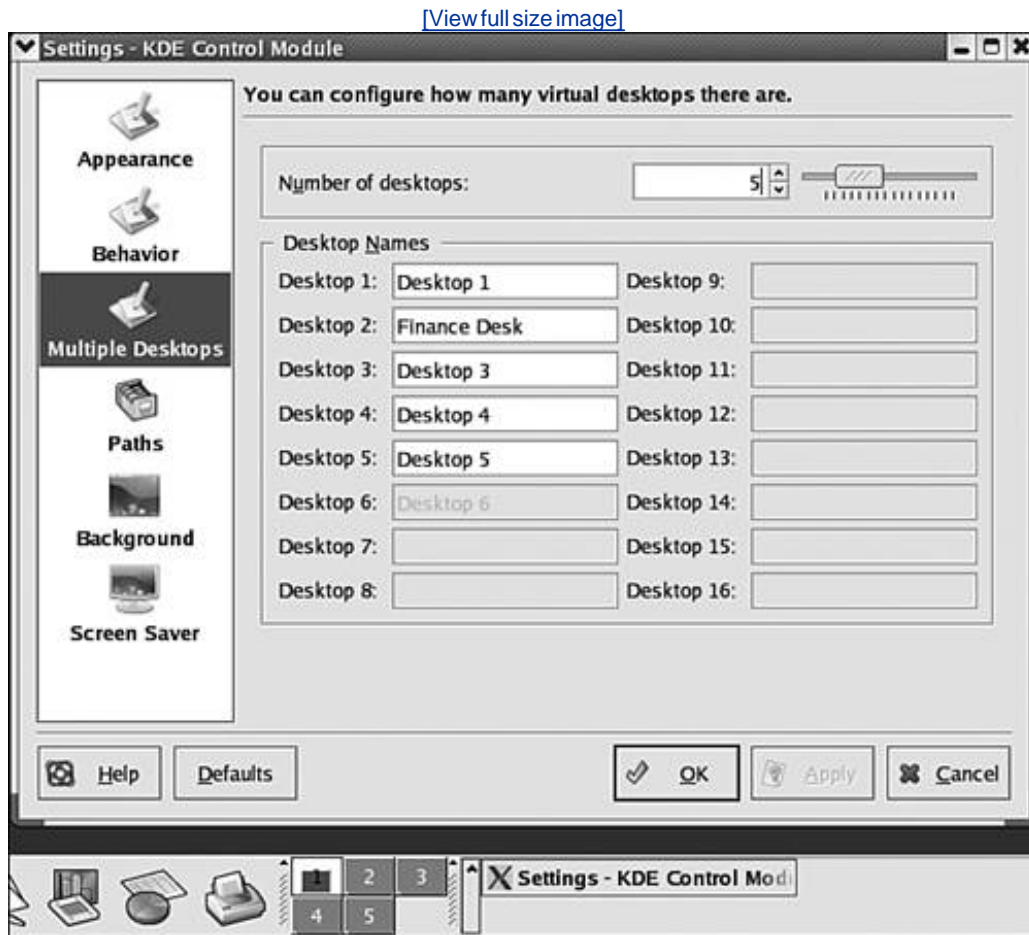 [View full size image]
Settings - KDE Control Module
You can configure how many virtual desktops there are.
Appearance
Behavior
Multiple Desktops
Paths
Background
Screen Saver
Number of desktops: 5
Desktop Names
Desktop 1: Desktop 1 Desktop 9:
Desktop 2: Finance Desk Desktop 10:
Desktop 3: Desktop 3 Desktop 11:
Desktop 4: Desktop 4 Desktop 12:
Desktop 5: Desktop 5 Desktop 13:
Desktop 6: Desktop 6 Desktop 14:
Desktop 7: Desktop 15:
Desktop 8: Desktop 16:
Help Defaults OK Apply Cancel
1 2 3 X Settings - KDE Control Modu
4 5